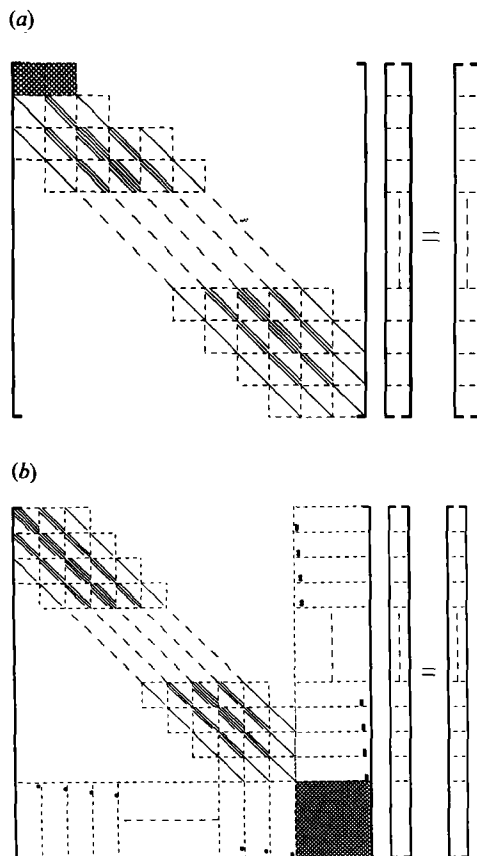 (a)
=
(b)
=